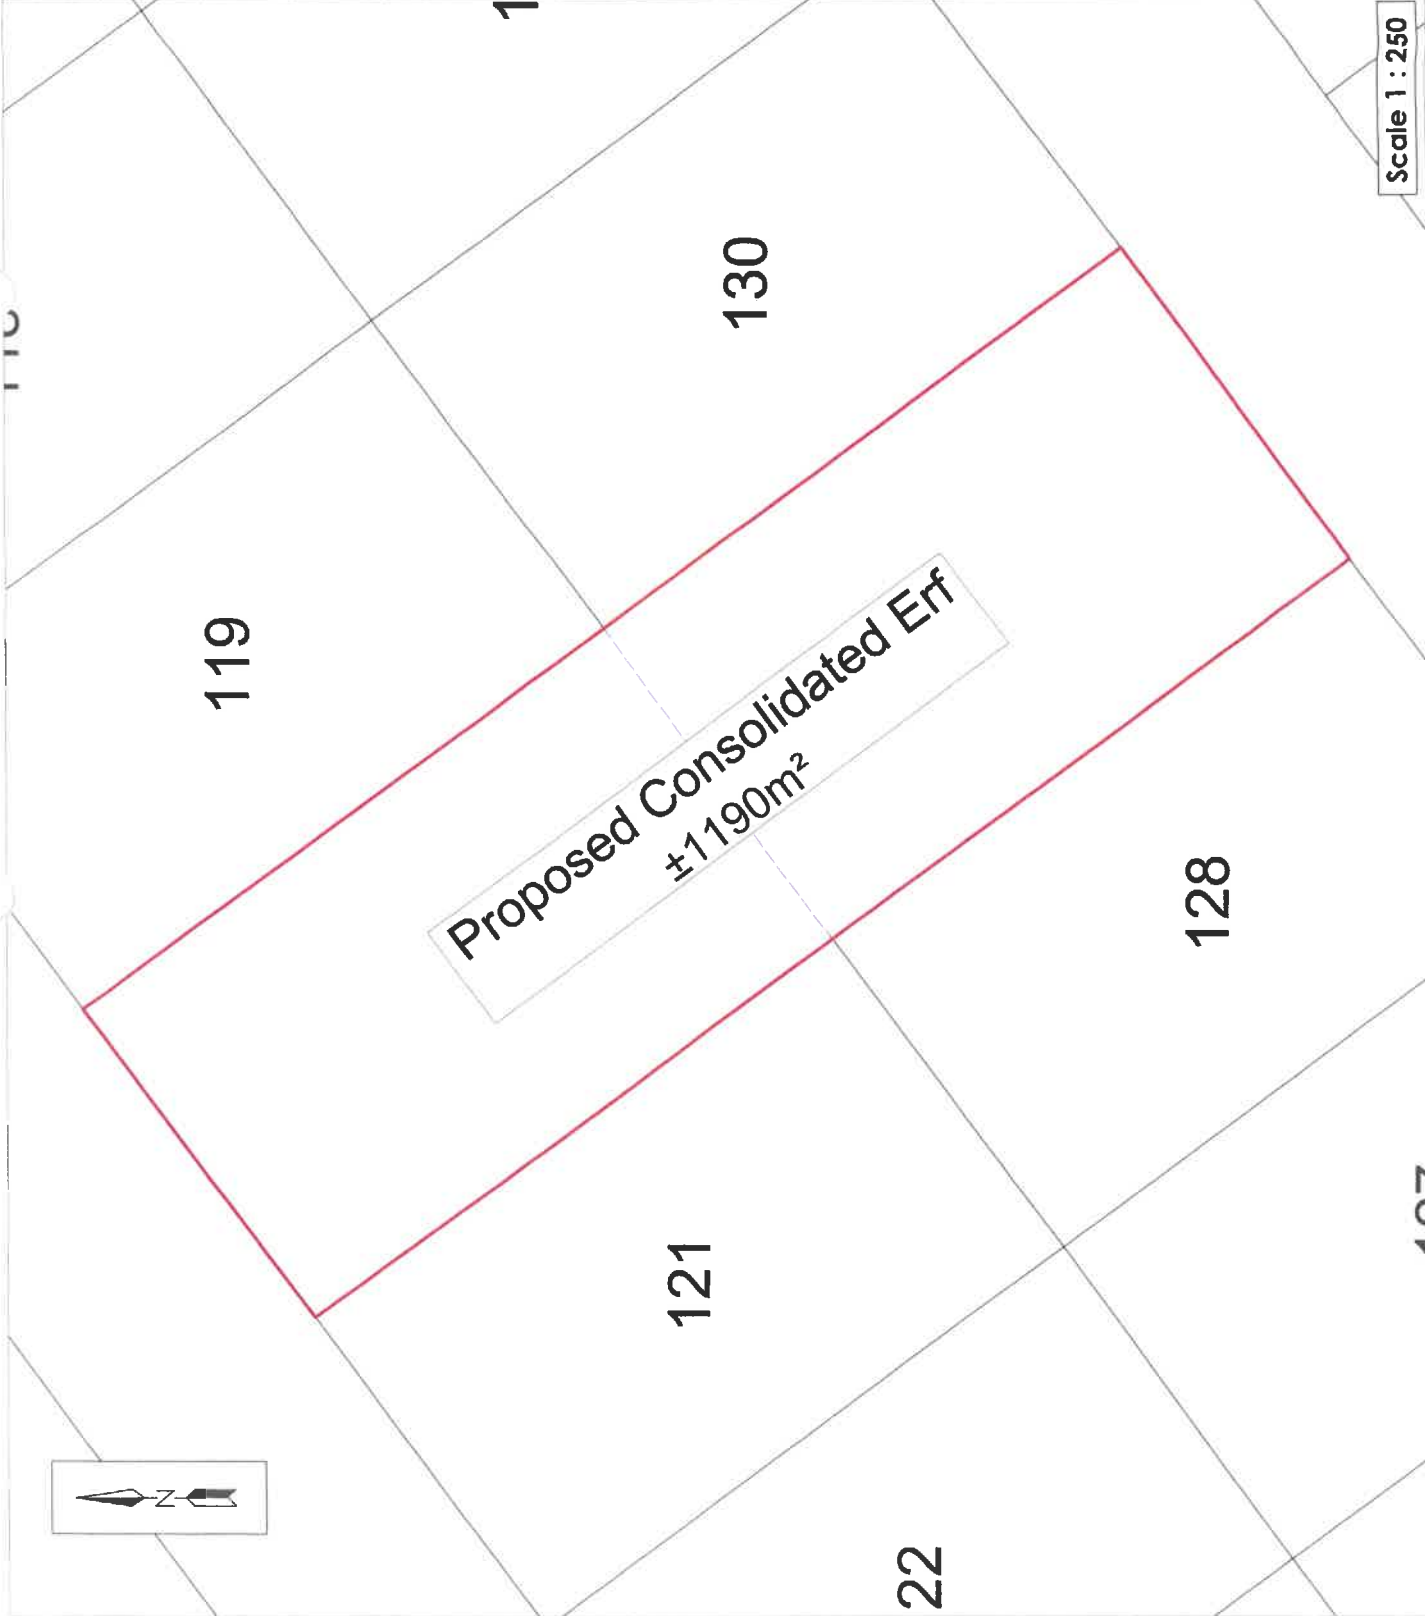 119
130
Proposed Consolidated Erf
±1190m²
121
128
22
N
Scale 1 : 250